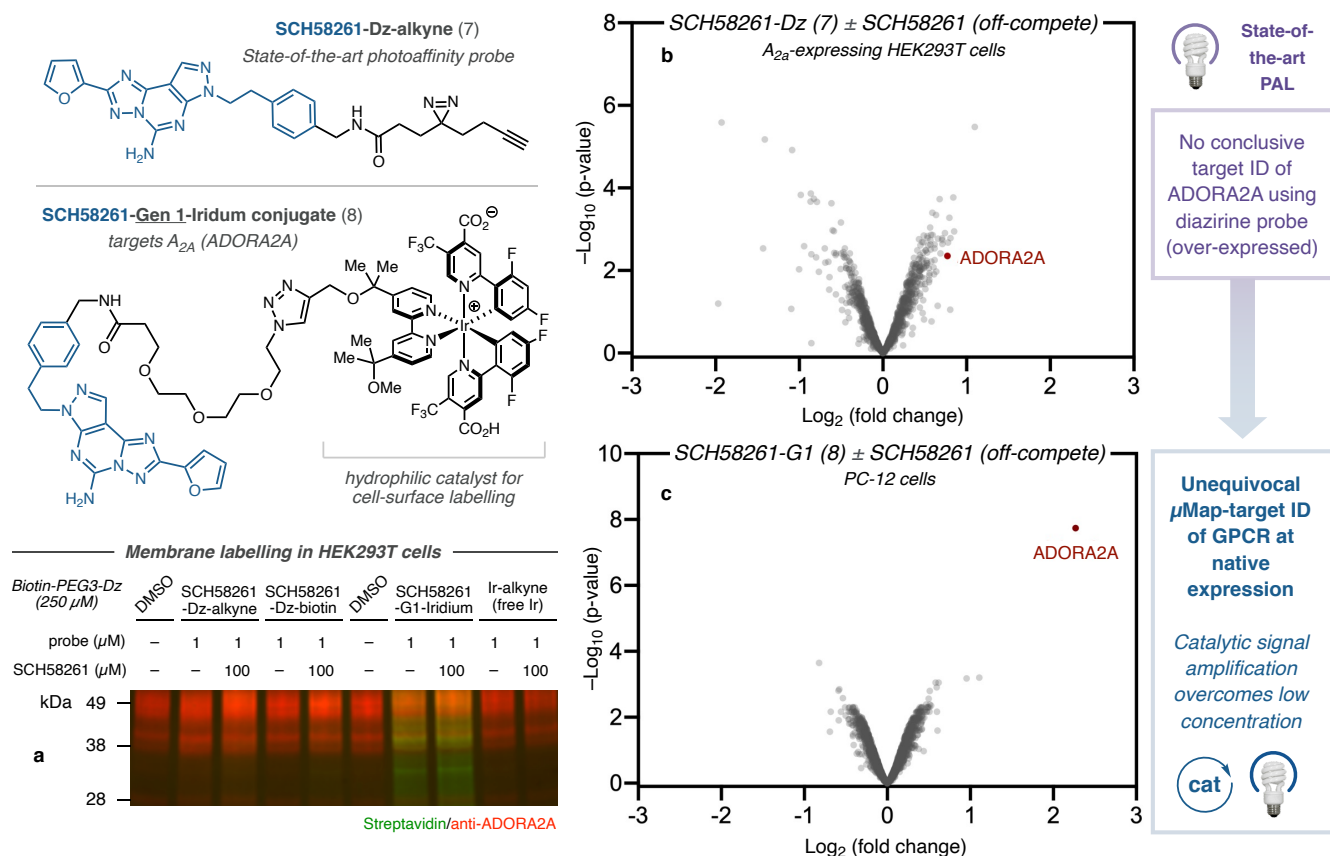 SCH58261-Dz-alkyne (7)
State-of-the-art photoaffinity probe
O
N
N
N
N
N
N
N
NH2
H
N
O
N=N
SCH58261-Gen 1-Iridum conjugate (8)
targets A2A (ADORA2A)
CO2⊖
F3C
F
F
Me
Me
O
N
N
N
N
N
N
⊕
Ir
N
N
F
F
Me
Me
OMe
F3C
CO2H
NH
O
O
O
O
N
N
N
N
N
N
N
NH2
O
hydrophilic catalyst for
cell-surface labelling
Membrane labelling in HEK293T cells
Biotin-PEG3-Dz
(250 µM)
DMSO
SCH58261
-Dz-alkyne
SCH58261
-Dz-biotin
DMSO
SCH58261
-G1-Iridium
Ir-alkyne
(free Ir)
probe (µM) – 1 1 1 1 – 1 1 1 1
SCH58261 (µM) – – 100 – 100 – – 100 – 100
kDa 49
38
28
a
Streptavidin/anti-ADORA2A
SCH58261-Dz (7) ± SCH58261 (off-compete)
A2a-expressing HEK293T cells
b
8
6
4
2
0
–Log10 (p-value)
ADORA2A
-3 -2 -1 0 1 2 3
Log2 (fold change)
SCH58261-G1 (8) ± SCH58261 (off-compete)
PC-12 cells
c
10
8
6
4
2
0
–Log10 (p-value)
ADORA2A
-3 -2 -1 0 1 2 3
Log2 (fold change)
State-of-
the-art
PAL
No conclusive
target ID of
ADORA2A using
diazirine probe
(over-expressed)
Unequivocal
µMap-target ID
of GPCR at
native
expression
Catalytic signal
amplification
overcomes low
concentration
cat